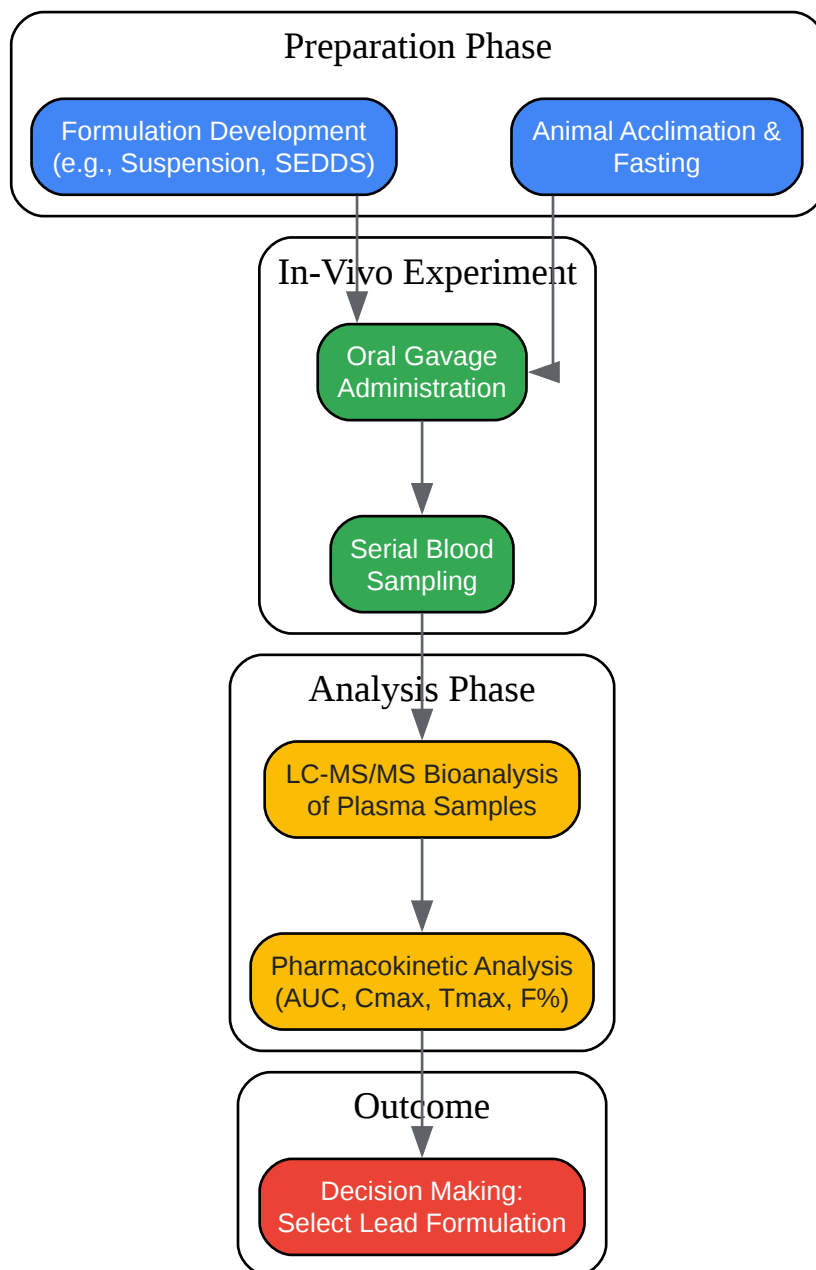 Preparation Phase
Formulation Development
(e.g., Suspension, SEDDS)
Animal Acclimation &
Fasting
In-Vivo Experiment
Oral Gavage
Administration
Serial Blood
Sampling
Analysis Phase
LC-MS/MS Bioanalysis
of Plasma Samples
Pharmacokinetic Analysis
(AUC, Cmax, Tmax, F%)
Outcome
Decision Making:
Select Lead Formulation